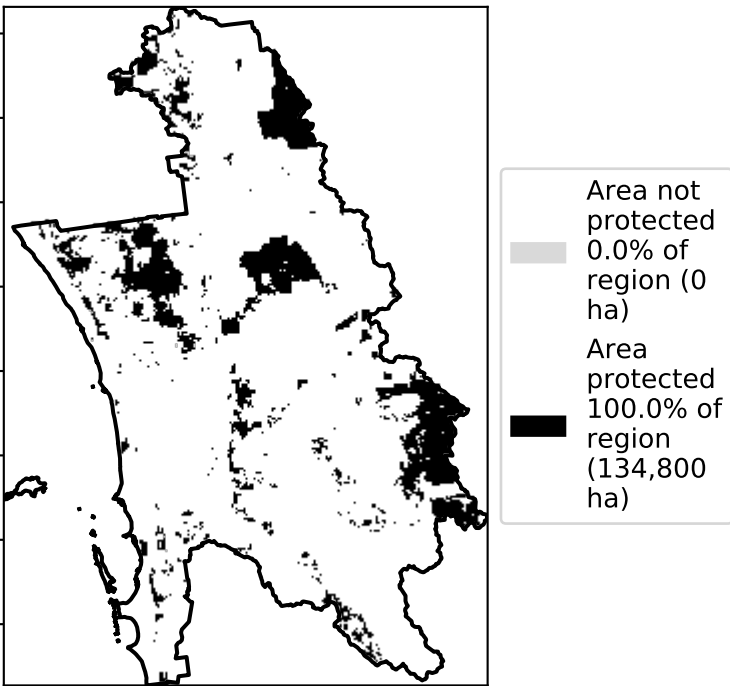 Area not
protected
0.0% of
region (0
ha)
Area
protected
100.0% of
region
(134,800
ha)